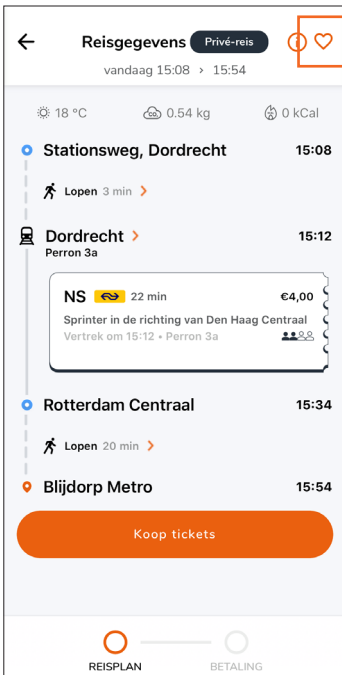 Reisgegevens Privé-reis
vandaag 15:08 › 15:54
18 °C 0.54 kg 0 kCal
Stationsweg, Dordrecht 15:08
Lopen 3 min
Dordrecht 15:12
Perron 3a
NS 22 min €4,00
Sprinter in de richting van Den Haag Centraal
Vertrek om 15:12 • Perron 3a
Rotterdam Centraal 15:34
Lopen 20 min
Blijdorp Metro 15:54
Koop tickets
REISPLAN BETALING